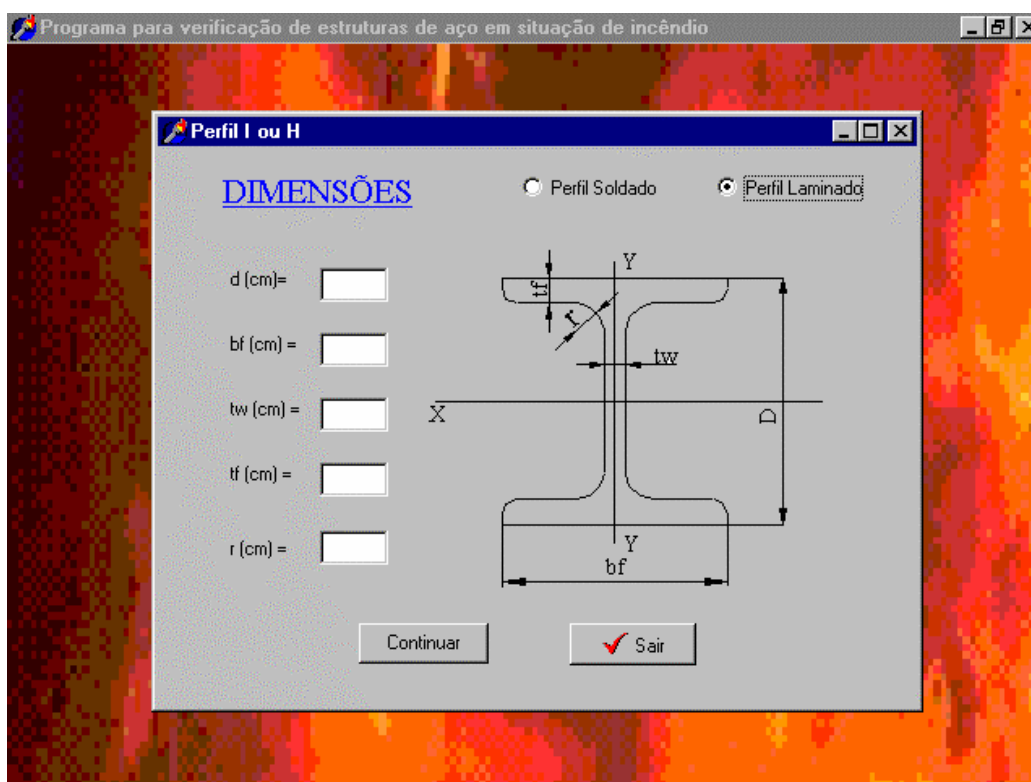 Programa para verificação de estruturas de aço em situação de incêndio
Perfil I ou H
DIMENSÕES
Perfil Soldado
Perfil Laminado
d (cm)=
bf (cm) =
tw (cm) =
tf (cm) =
r (cm) =
Y
tf
r
tw
X
D
Y
bf
Continuar
Sair